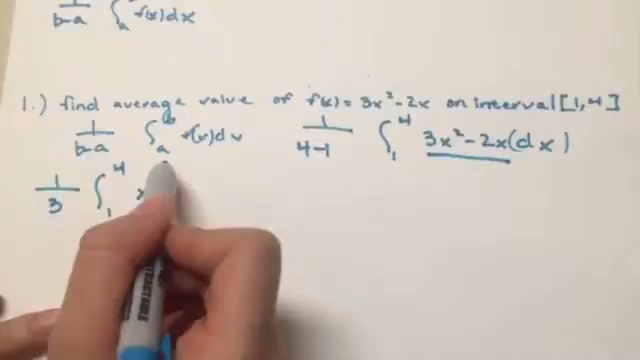 1/b-a ∫a f(x)dx
1.) find average value of f(x) = 3x²-2x on interval [1,4]
1/b-a ∫a^b f(x)dx 1/4-1 ∫1^4 3x²-2x(dx)
1/3 ∫1^4 x